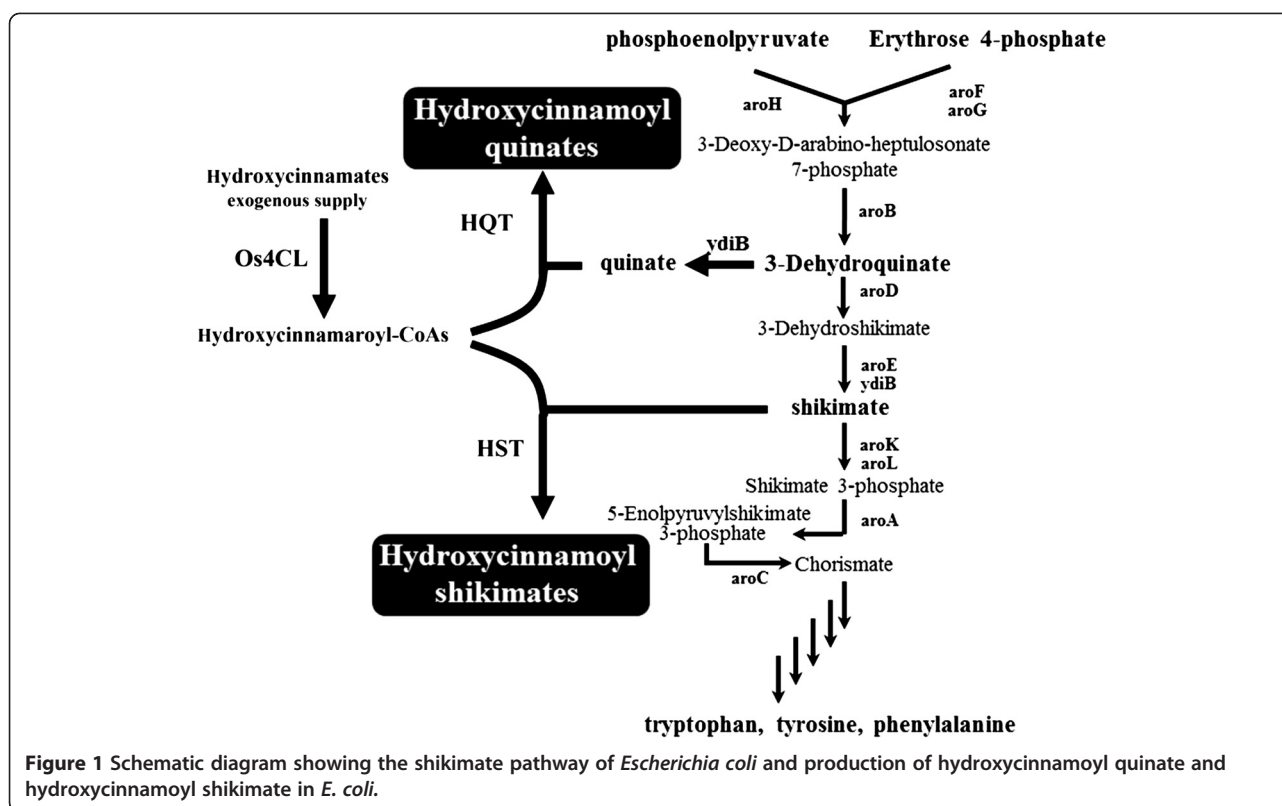 phosphoenolpyruvate Erythrose 4-phosphate
aroH
aroF
aroG
3-Deoxy-D-arabino-heptulosonate
7-phosphate
aroB
Hydroxycinnamoyl
quinates
Hydroxycinnamates
exogenous supply
Os4CL
HQT
quinate
ydiB
3-Dehydroquinate
aroD
3-Dehydroshikimate
Hydroxycinnamaroyl-CoAs
aroE
ydiB
shikimate
HST
aroK
aroL
Shikimate 3-phosphate
aroA
5-Enolpyruvylshikimate
3-phosphate
aroC
Chorismate
Hydroxycinnamoyl
shikimates
tryptophan, tyrosine, phenylalanine
Figure 1 Schematic diagram showing the shikimate pathway of Escherichia coli and production of hydroxycinnamoyl quinate and
hydroxycinnamoyl shikimate in E. coli.